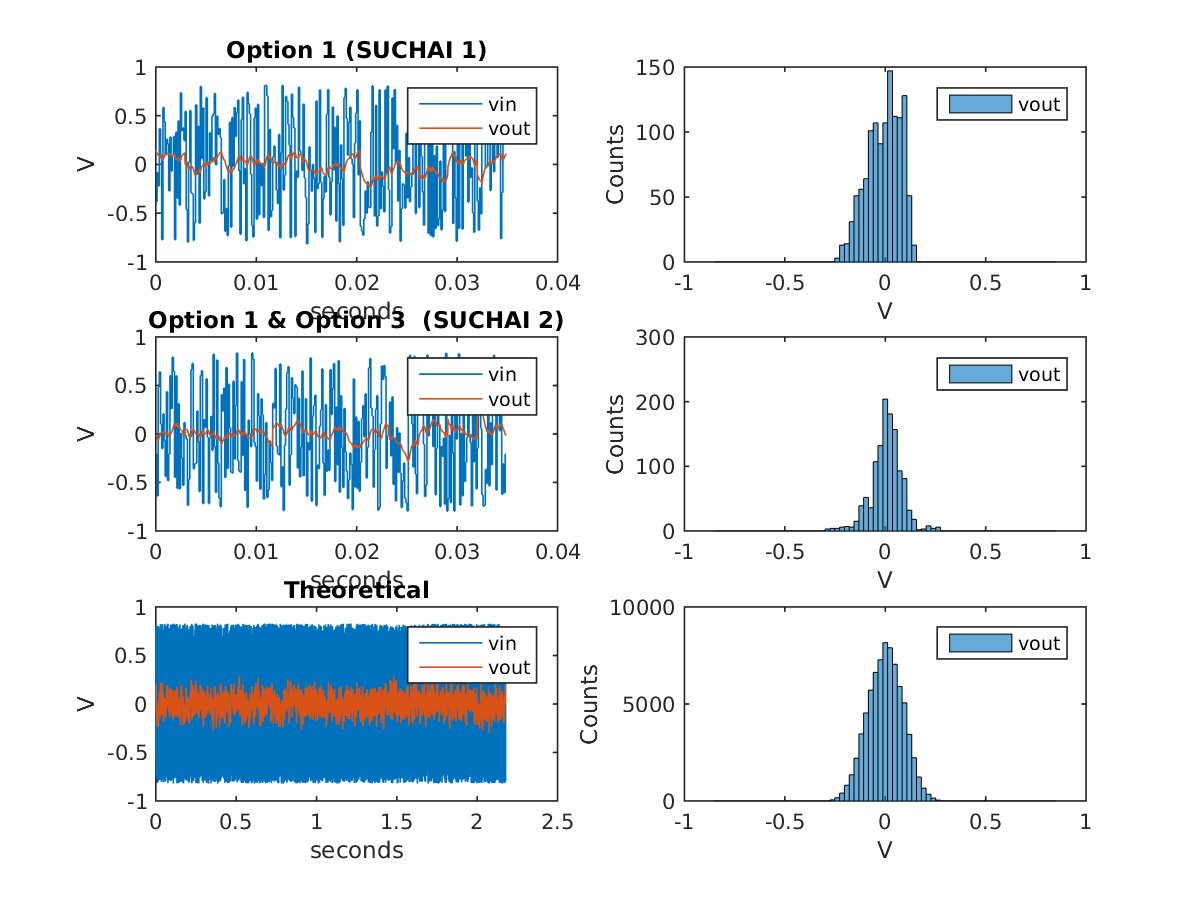 Option 1 (SUCHAI 1)
1
0.5
0
-0.5
-1
V
vin
vout
0 0.01 0.02 0.03 0.04
seconds
150
100
50
0
Counts
vout
-1 -0.5 0 0.5 1
V
Option 1 & Option 3 (SUCHAI 2)
1
0.5
0
-0.5
-1
V
vin
vout
0 0.01 0.02 0.03 0.04
seconds
300
200
100
0
Counts
vout
-1 -0.5 0 0.5 1
V
Theoretical
1
0.5
0
-0.5
-1
V
vin
vout
0 0.5 1 1.5 2 2.5
seconds
10000
5000
0
Counts
vout
-1 -0.5 0 0.5 1
V